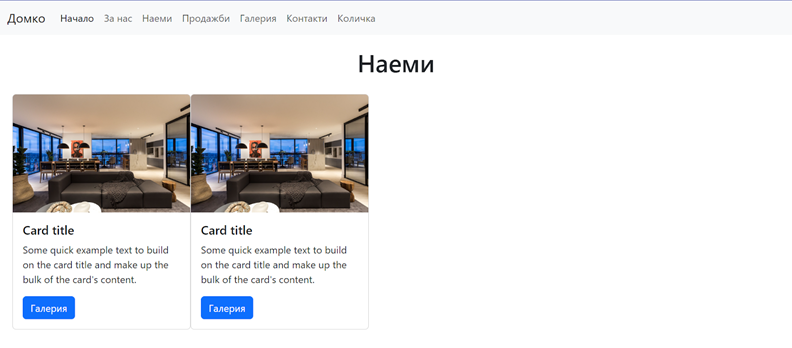 Домко Начало За нас Наеми Продажби Галерия Контакти Количка
Наеми
Card title
Some quick example text to build
on the card title and make up the
bulk of the card's content.
Галерия
Card title
Some quick example text to build
on the card title and make up the
bulk of the card's content.
Галерия